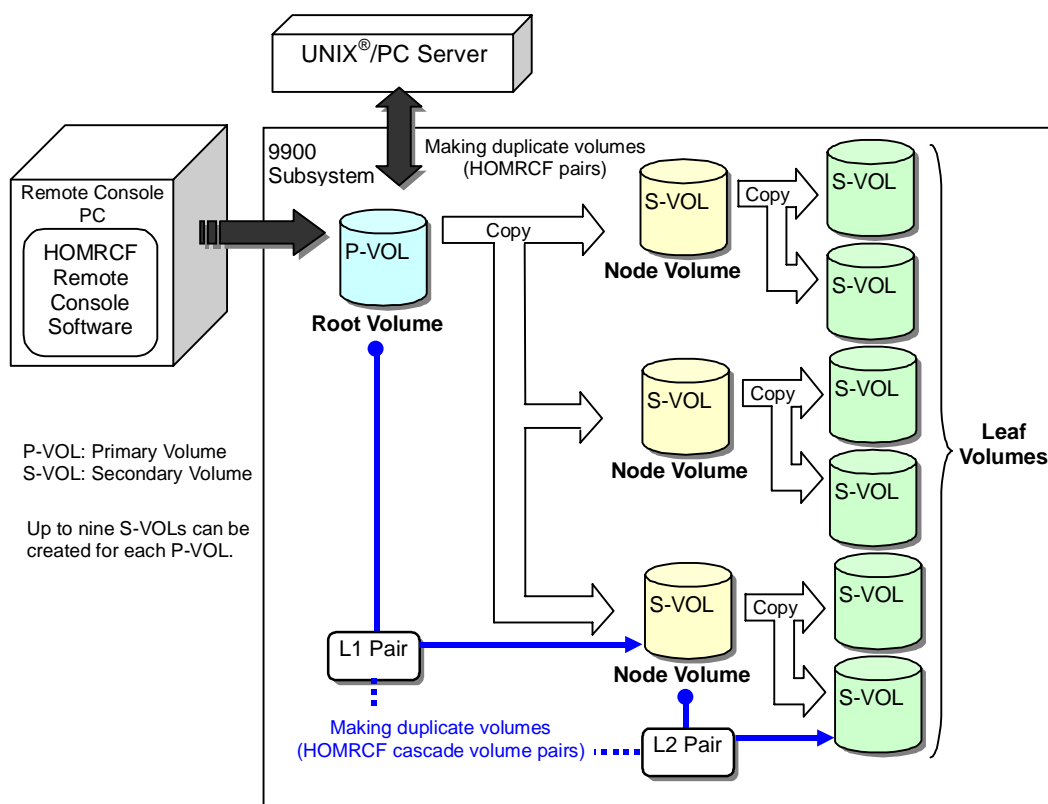 UNIX®/PC Server
9900
Subsystem
Making duplicate volumes
(HOMRCF pairs)
Remote Console
PC
HOMRCF
Remote
Console
Software
P-VOL
Root Volume
Copy
S-VOL
Node Volume
Copy
S-VOL
S-VOL
S-VOL
Node Volume
Copy
S-VOL
S-VOL
Leaf
Volumes
P-VOL: Primary Volume
S-VOL: Secondary Volume
Up to nine S-VOLs can be
created for each P-VOL.
S-VOL
Node Volume
Copy
S-VOL
S-VOL
L1 Pair
Making duplicate volumes
(HOMRCF cascade volume pairs)
L2 Pair